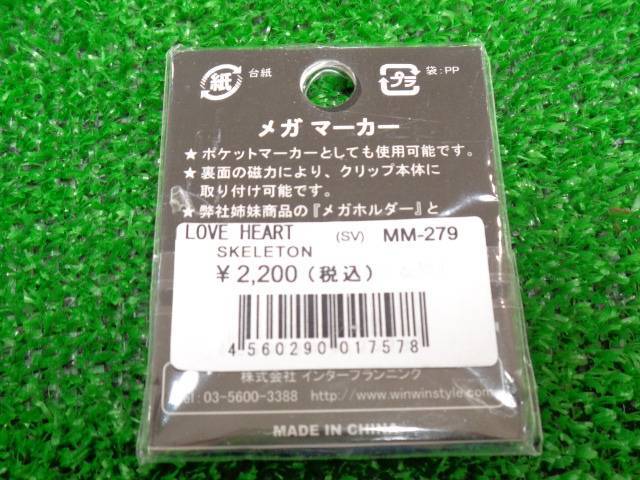 紙 台紙
プラ 袋:PP
メガ マーカー
★ ポケットマーカーとしても使用可能です。
★ 裏面の磁力により、クリップ本体に
取り付け可能です。
★ 弊社姉妹商品の『メガホルダー』と
LOVE HEART (SV) MM-279
SKELETON
¥2,200(税込)
4 560290 017578
株式会社 インタープランニング
Tel:03-5600-3388 http://www.winwinstyle.com
MADE IN CHINA